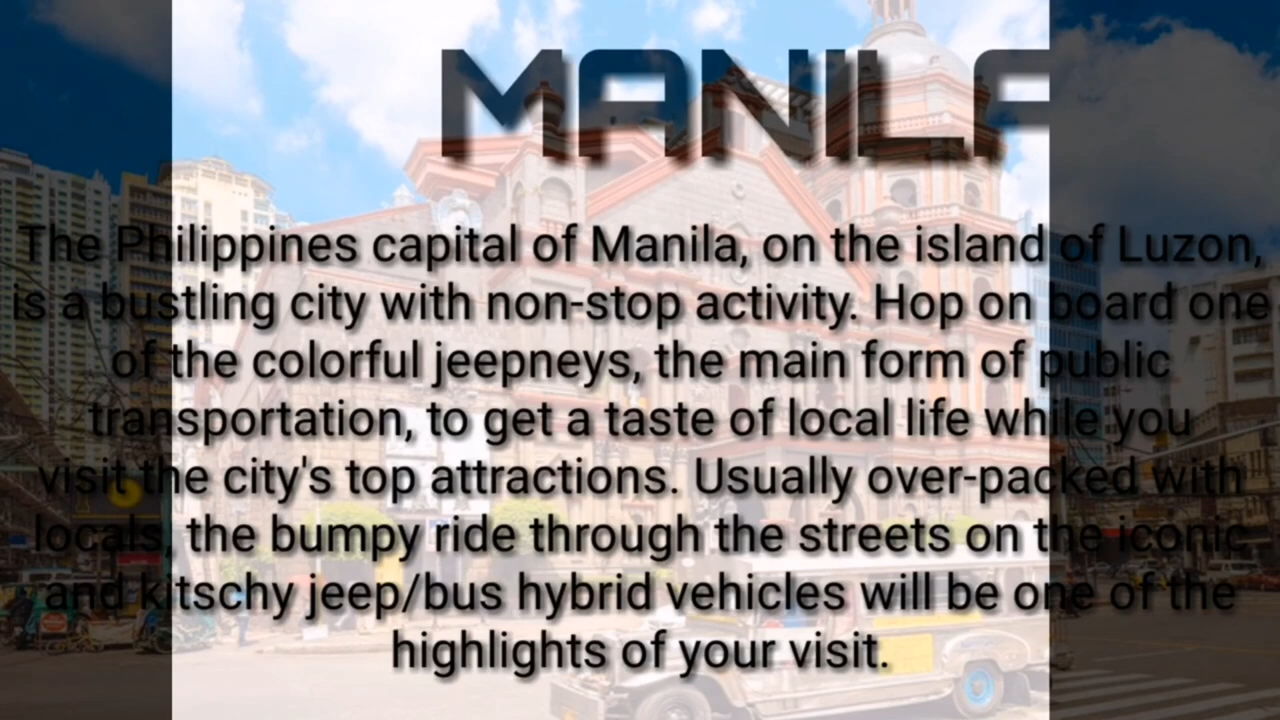 MANILA
The Philippines capital of Manila, on the island of Luzon,
is a bustling city with non-stop activity. Hop on board one
of the colorful jeepneys, the main form of public
transportation, to get a taste of local life while you
visit the city's top attractions. Usually over-packed with
locals, the bumpy ride through the streets on the iconic
and kitschy jeep/bus hybrid vehicles will be one of the
highlights of your visit.